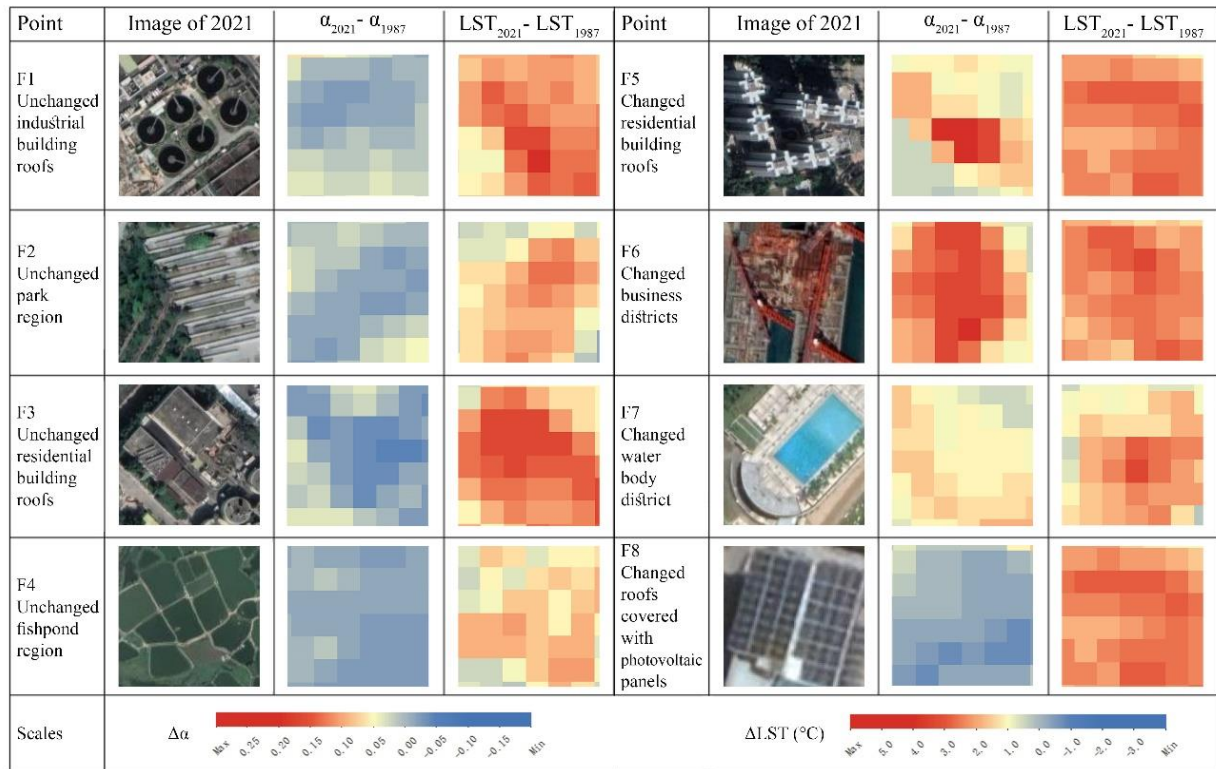 Point Image of 2021 α2021- α1987 LST2021- LST1987 Point Image of 2021 α2021- α1987 LST2021- LST1987
F1
Unchanged
industrial
building
roofs
F5
Changed
residential
building
roofs
F2
Unchanged
park
region
F6
Changed
business
districts
F3
Unchanged
residential
building
roofs
F7
Changed
water
body
district
F4
Unchanged
fishpond
region
F8
Changed
roofs
covered
with
photovoltaic
panels
Scales
Δα
Max 0.25 0.20 0.15 0.10 0.05 0.00 -0.05 -0.10 -0.15 Min
ΔLST (°C)
Max 5.0 4.0 3.0 2.0 1.0 0.0 -1.0 -2.0 -3.0 Min